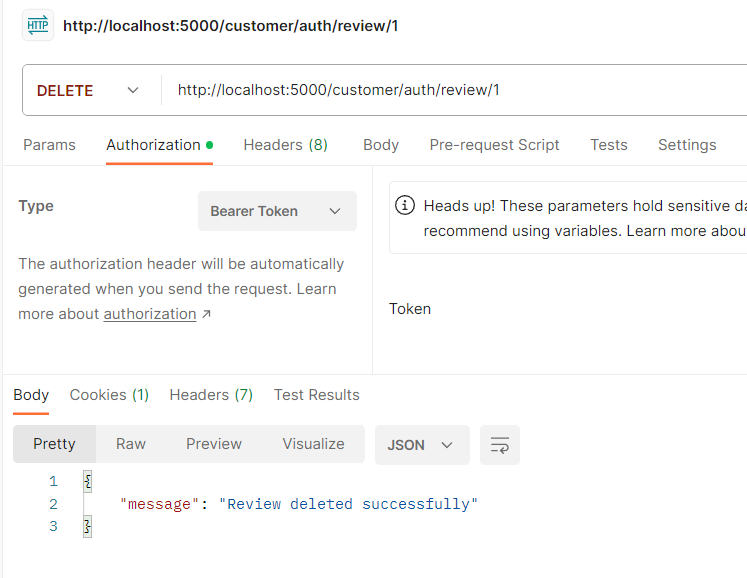 HTTP http://localhost:5000/customer/auth/review/1
DELETE http://localhost:5000/customer/auth/review/1
Params Authorization Headers (8) Body Pre-request Script Tests Settings
Type Bearer Token
The authorization header will be automatically
generated when you send the request. Learn
more about authorization ↗
Heads up! These parameters hold sensitive da
recommend using variables. Learn more abou
Token
Body Cookies (1) Headers (7) Test Results
Pretty Raw Preview Visualize JSON
1 {
2 "message": "Review deleted successfully"
3 }